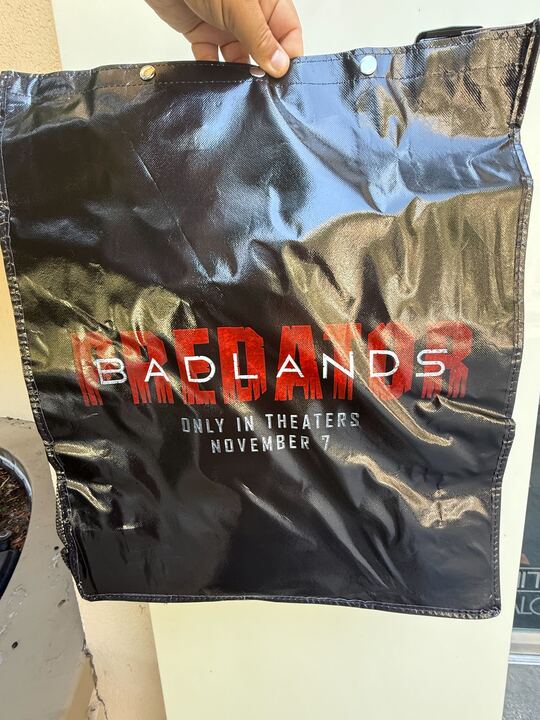 PREDATOR
BADLANDS
ONLY IN THEATERS
NOVEMBER 7